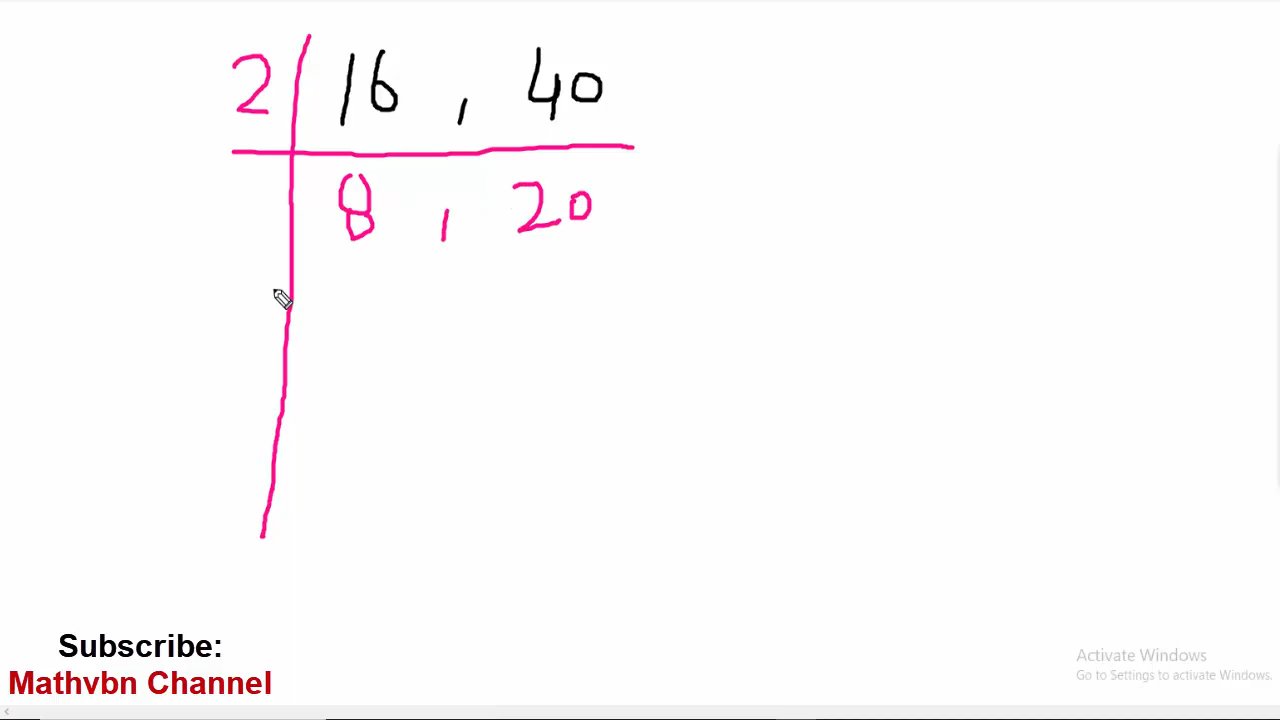 2 16 , 40
8 , 20
Subscribe:
Mathvbn Channel
Activate Windows
Go to Settings to activate Windows.